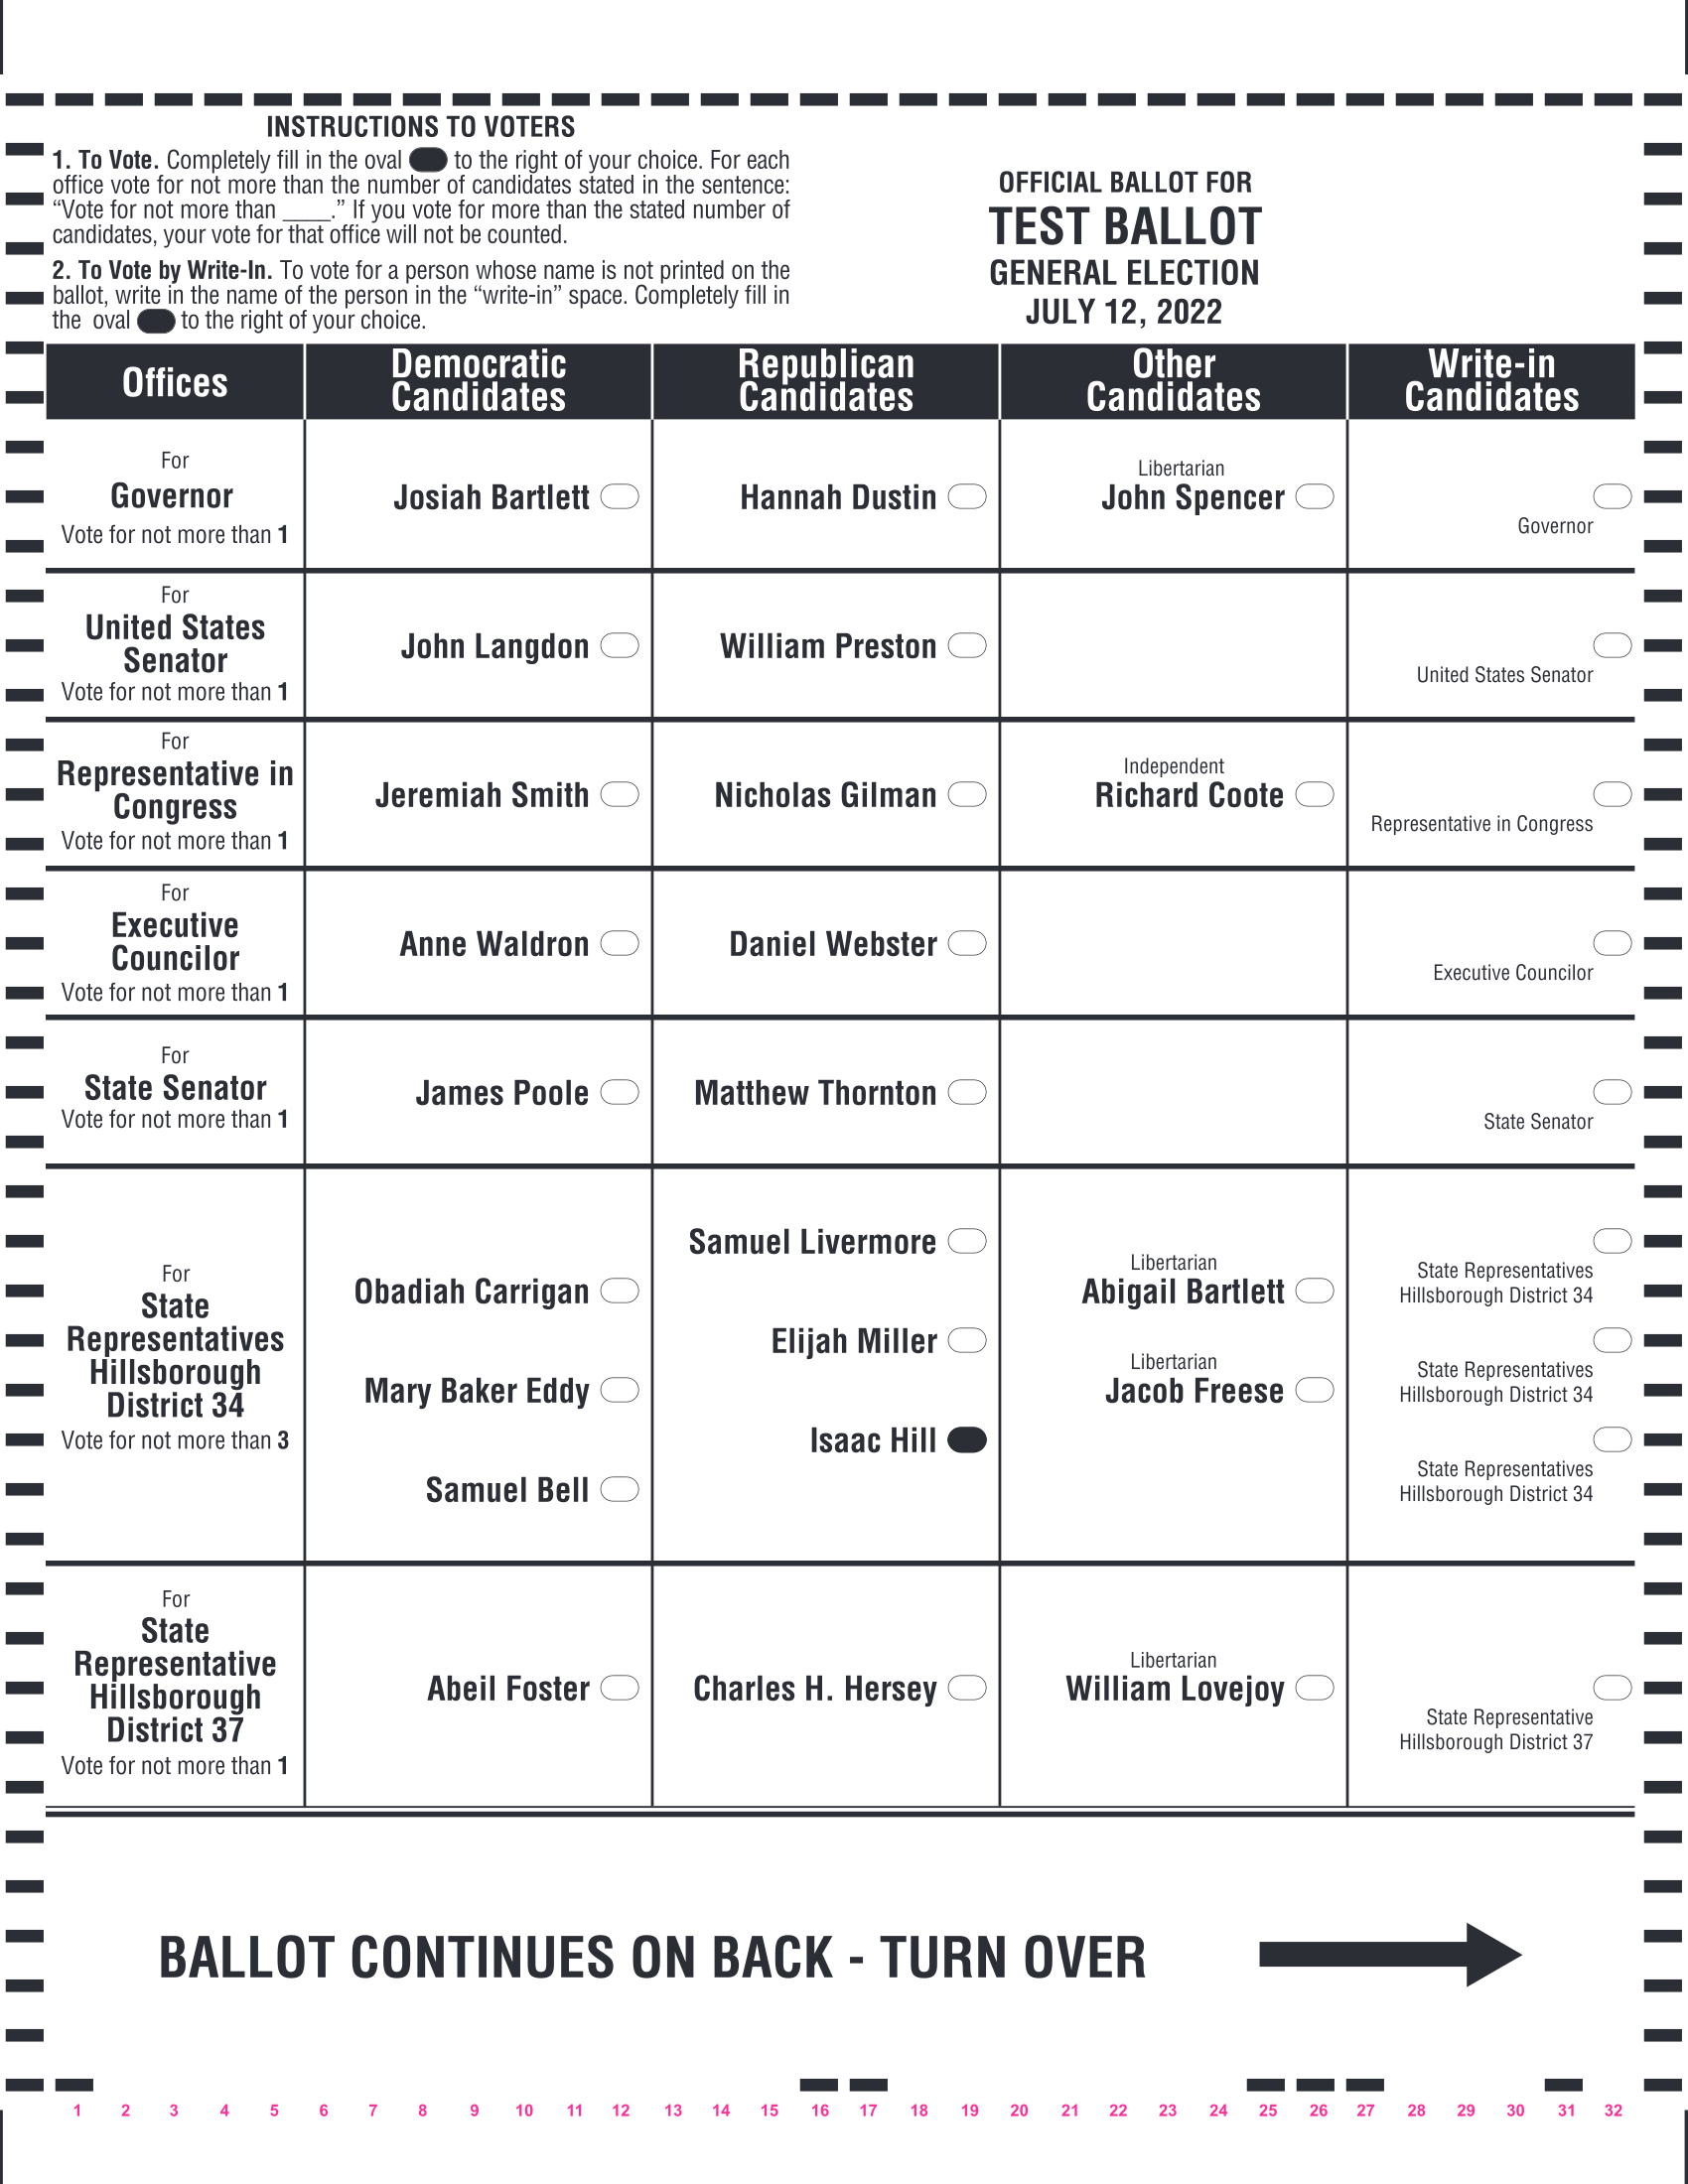 INSTRUCTIONS TO VOTERS
1. To Vote. Completely fill in the oval to the right of your choice. For each
office vote for not more than the number of candidates stated in the sentence:
“Vote for not more than ____.” If you vote for more than the stated number of
candidates, your vote for that office will not be counted.
2. To Vote by Write-In. To vote for a person whose name is not printed on the
ballot, write in the name of the person in the “write-in” space. Completely fill in
the oval to the right of your choice.
OFFICIAL BALLOT FOR
TEST BALLOT
GENERAL ELECTION
JULY 12, 2022
Offices
Democratic
Candidates
Republican
Candidates
Other
Candidates
Write-in
Candidates
For
Governor
Vote for not more than 1
Josiah Bartlett
Hannah Dustin
Libertarian
John Spencer
Governor
For
United States
Senator
Vote for not more than 1
John Langdon
William Preston
United States Senator
For
Representative in
Congress
Vote for not more than 1
Jeremiah Smith
Nicholas Gilman
Independent
Richard Coote
Representative in Congress
For
Executive
Councilor
Vote for not more than 1
Anne Waldron
Daniel Webster
Executive Councilor
For
State Senator
Vote for not more than 1
James Poole
Matthew Thornton
State Senator
For
State
Representatives
Hillsborough
District 34
Vote for not more than 3
Obadiah Carrigan
Mary Baker Eddy
Samuel Bell
Samuel Livermore
Elijah Miller
Isaac Hill
Libertarian
Abigail Bartlett
Libertarian
Jacob Freese
State Representatives
Hillsborough District 34
State Representatives
Hillsborough District 34
State Representatives
Hillsborough District 34
For
State
Representative
Hillsborough
District 37
Vote for not more than 1
Abeil Foster
Charles H. Hersey
Libertarian
William Lovejoy
State Representative
Hillsborough District 37
BALLOT CONTINUES ON BACK - TURN OVER
1 2 3 4 5 6 7 8 9 10 11 12 13 14 15 16 17 18 19 20 21 22 23 24 25 26 27 28 29 30 31 32